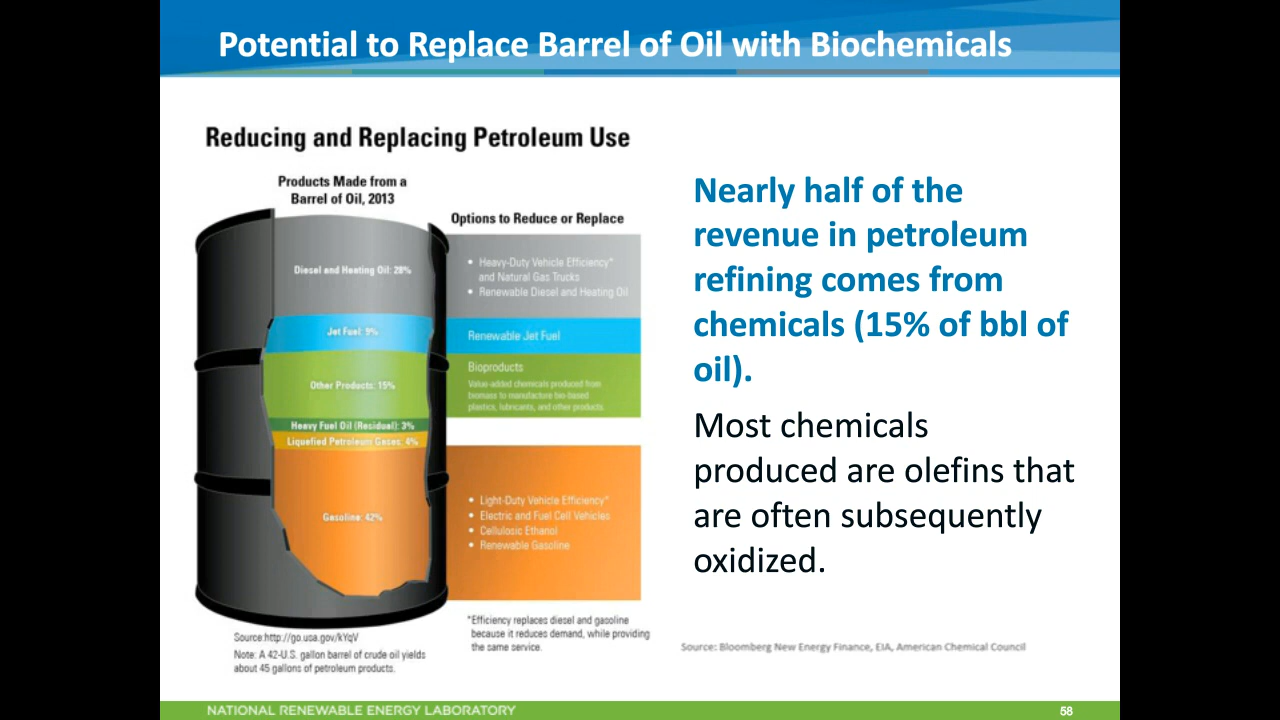 Potential to Replace Barrel of Oil with Biochemicals
Reducing and Replacing Petroleum Use
Products Made from a
Barrel of Oil, 2013
Diesel and Heating Oil: 28%
Jet Fuel: 9%
Other Products: 15%
Heavy Fuel Oil (Residual): 3%
Liquefied Petroleum Gases: 4%
Gasoline: 42%
Options to Reduce or Replace
• Heavy-Duty Vehicle Efficiency*
and Natural Gas Trucks
• Renewable Diesel and Heating Oil
Renewable Jet Fuel
Bioproducts
Value-added chemicals produced from
biomass to manufacture bio-based
plastics, lubricants, and other products.
• Light-Duty Vehicle Efficiency*
• Electric and Fuel Cell Vehicles
• Cellulosic Ethanol
• Renewable Gasoline
*Efficiency replaces diesel and gasoline
because it reduces demand, while providing
the same service.
Source:http://go.usa.gov/kYqV
Note: A 42-U.S. gallon barrel of crude oil yields
about 45 gallons of petroleum products.
Nearly half of the
revenue in petroleum
refining comes from
chemicals (15% of bbl of
oil).
Most chemicals
produced are olefins that
are often subsequently
oxidized.
Source: Bloomberg New Energy Finance, EIA, American Chemical Council
NATIONAL RENEWABLE ENERGY LABORATORY
58